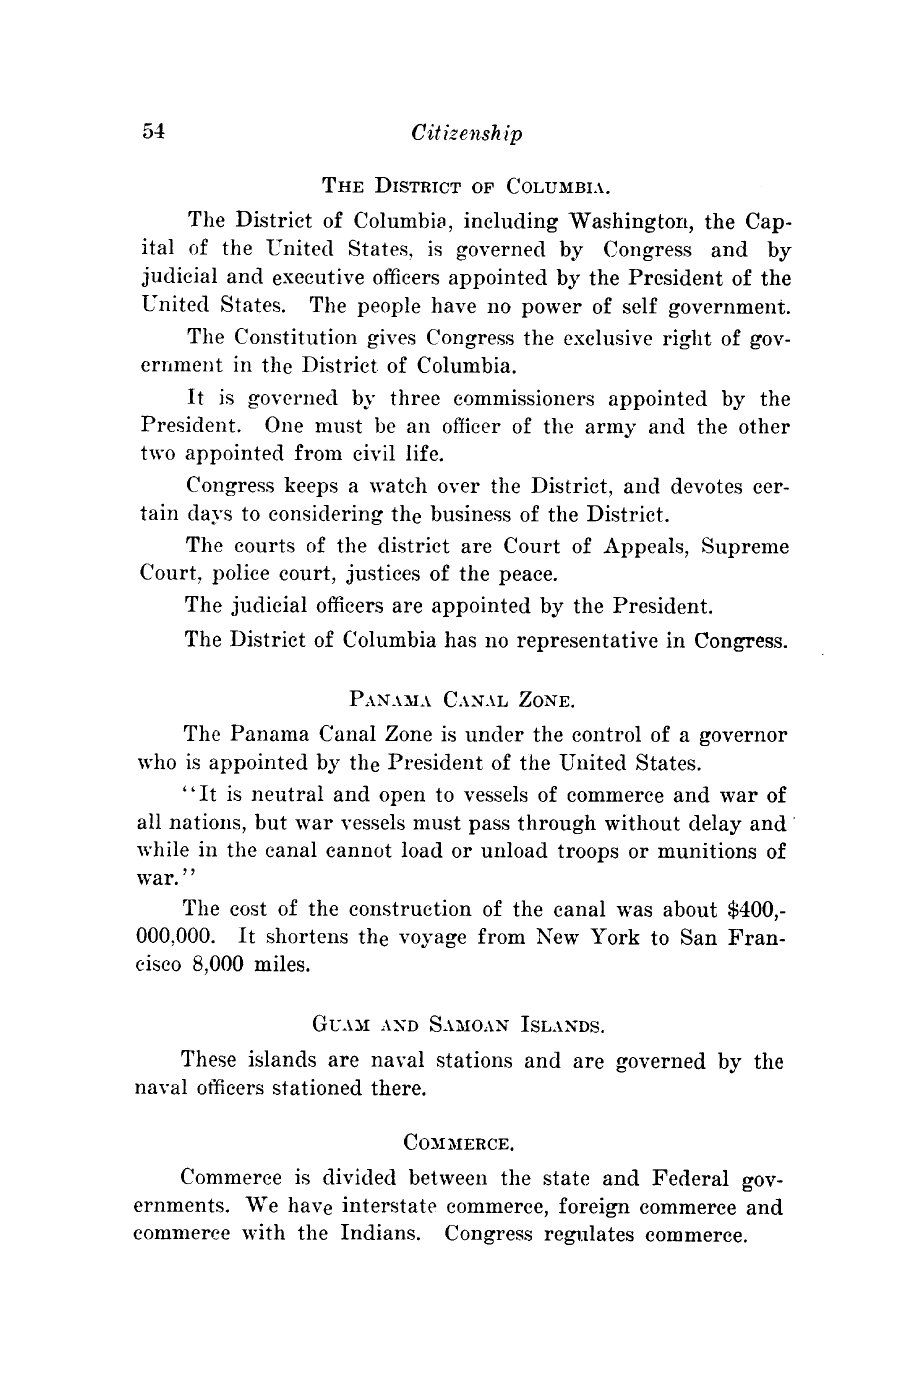 54 Citizenship
THE DISTRICT OF COLUMBIA.
The District of Columbia, including Washington, the Cap-
ital of the United States, is governed by Congress and by
judicial and executive officers appointed by the President of the
United States. The people have no power of self government.
The Constitution gives Congress the exclusive right of gov-
ernment in the District of Columbia.
It is governed by three commissioners appointed by the
President. One must be an officer of the army and the other
two appointed from civil life.
Congress keeps a watch over the District, and devotes cer-
tain days to considering the business of the District.
The courts of the district are Court of Appeals, Supreme
Court, police court, justices of the peace.
The judicial officers are appointed by the President.
The District of Columbia has no representative in Congress.
PANAMA CANAL ZONE.
The Panama Canal Zone is under the control of a governor
who is appointed by the President of the United States.
"It is neutral and open to vessels of commerce and war of
all nations, but war vessels must pass through without delay and
while in the canal cannot load or unload troops or munitions of
war."
The cost of the construction of the canal was about $400,-
000,000. It shortens the voyage from New York to San Fran-
cisco 8,000 miles.
GUAM AND SAMOAN ISLANDS.
These islands are naval stations and are governed by the
naval officers stationed there.
COMMERCE.
Commerce is divided between the state and Federal gov-
ernments. We have interstate commerce, foreign commerce and
commerce with the Indians. Congress regulates commerce.